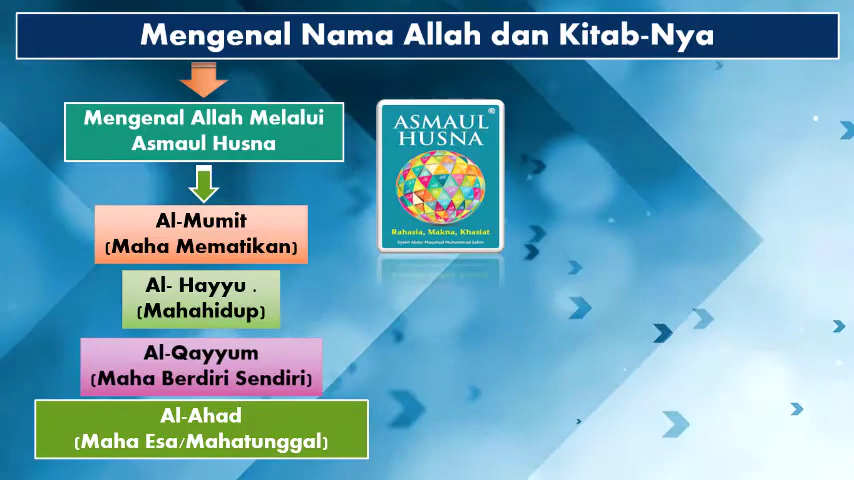 Mengenal Nama Allah dan Kitab-Nya
Mengenal Allah Melalui
Asmaul Husna
ASMAUL
HUSNA
Rahasia, Makna, Khasiat
Al-Mumit
(Maha Mematikan)
Al- Hayyu .
(Mahahidup)
Al-Qayyum
(Maha Berdiri Sendiri)
Al-Ahad
(Maha Esa/Mahatunggal)